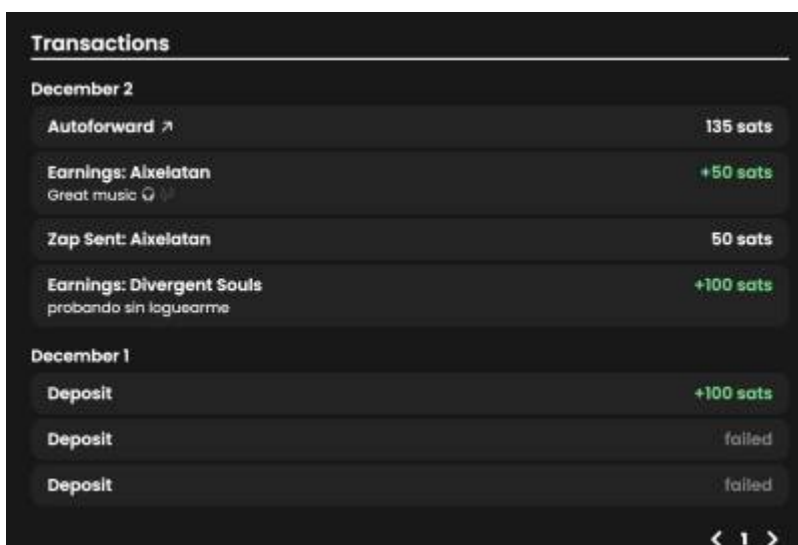 Transactions
December 2
Autoforward ↗ 135 sats
Earnings: Aixelatan +50 sats
Great music 🎧
Zap Sent: Aixelatan 50 sats
Earnings: Divergent Souls +100 sats
probando sin loguearme
December 1
Deposit +100 sats
Deposit failed
Deposit failed
< 1 >